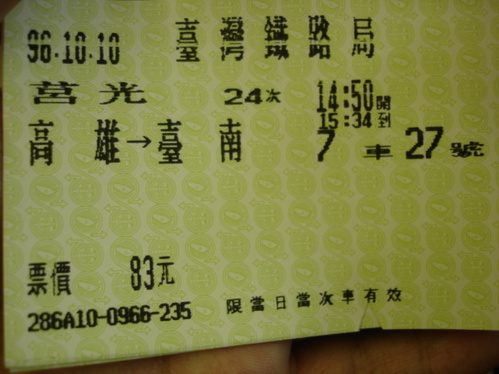 96.10.10 臺灣鐵路局
莒光 24次 14:50開
15:34到
高雄→臺南 7車27號
票價 83元
286A10-0966-235 限當日當次車有效